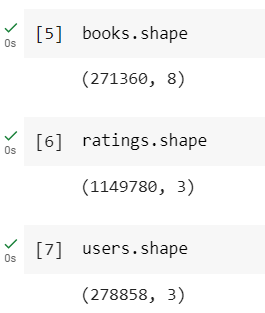 [5] books.shape
0s
(271360, 8)
[6] ratings.shape
0s
(1149780, 3)
[7] users.shape
0s
(278858, 3)